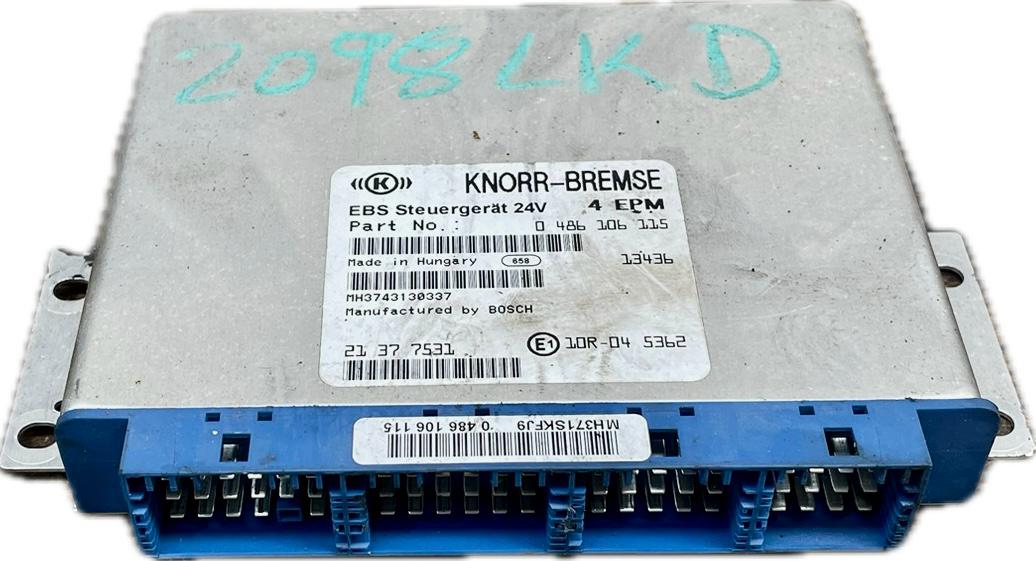 2098LKD
((K)) KNORR-BREMSE
EBS Steuergerät 24V 4 EPM
Part No.: 0 486 106 115
Made in Hungary 658 13436
MH3743130337
Manufactured by BOSCH
21 37 7531 E1 10R-04 5362
MH371SKFJ9 *0 486 106 115